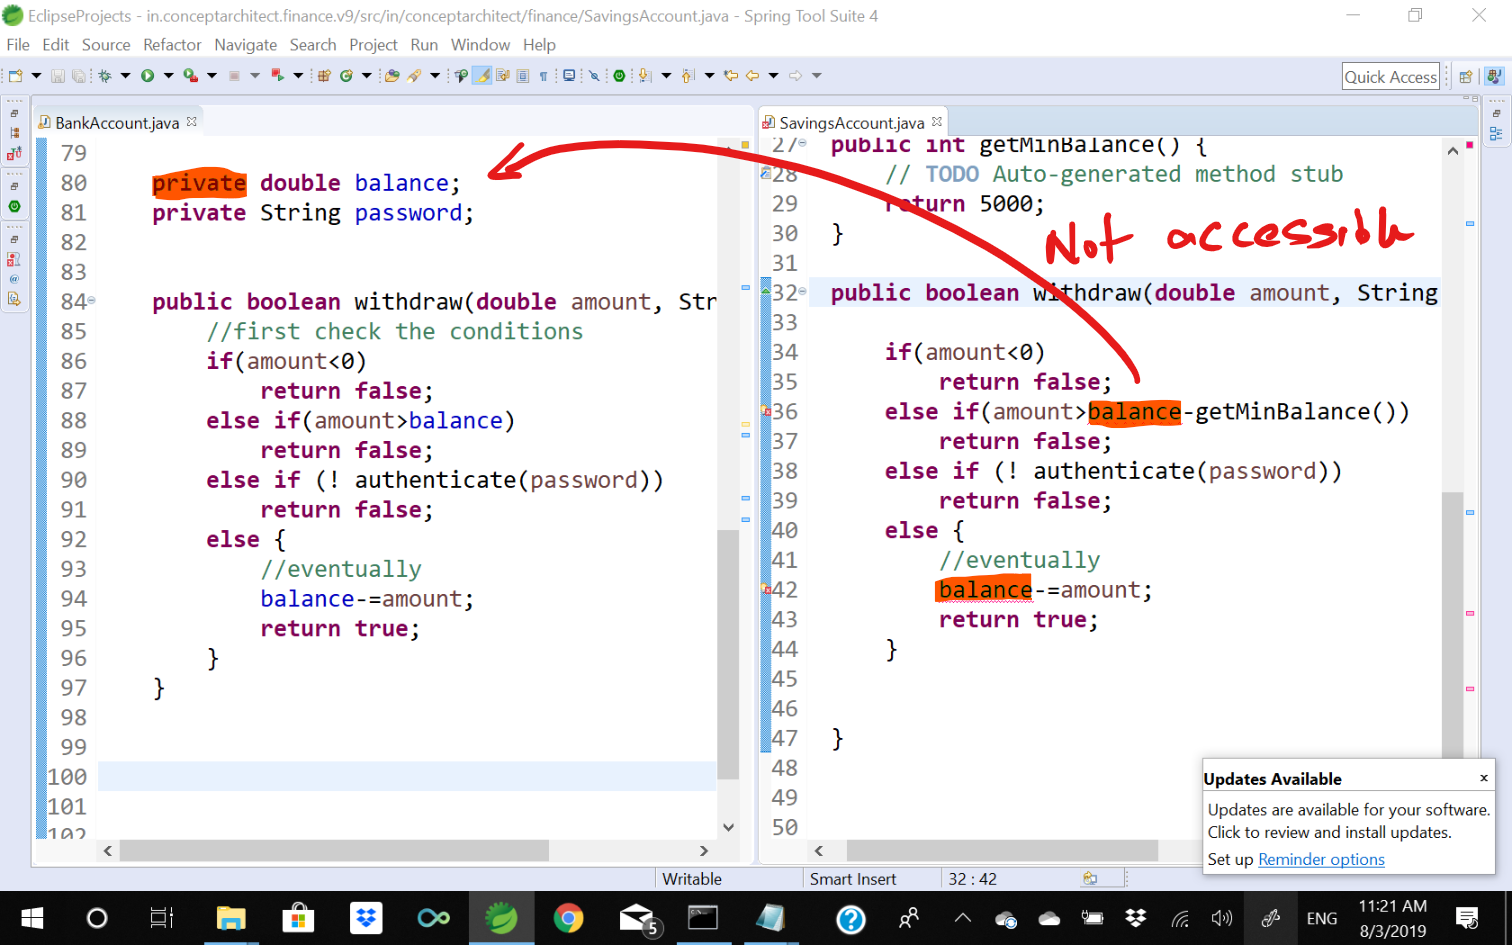 EclipseProjects - in.conceptarchitect.finance.v9/src/in/conceptarchitect/finance/SavingsAccount.java - Spring Tool Suite 4
File Edit Source Refactor Navigate Search Project Run Window Help
Quick Access
BankAccount.java
79
80 private double balance;
81 private String password;
82
83
84 public boolean withdraw(double amount, Str
85 //first check the conditions
86 if(amount<0)
87 return false;
88 else if(amount>balance)
89 return false;
90 else if (! authenticate(password))
91 return false;
92 else {
93 //eventually
94 balance-=amount;
95 return true;
96 }
97 }
98
99
100
101
102
SavingsAccount.java
27 public int getMinBalance() {
28 // TODO Auto-generated method stub
29 return 5000;
30 }
Not accessible
31
32 public boolean withdraw(double amount, String
33
34 if(amount<0)
35 return false;
36 else if(amount>balance-getMinBalance())
37 return false;
38 else if (! authenticate(password))
39 return false;
40 else {
41 //eventually
42 balance-=amount;
43 return true;
44 }
45
46
47 }
48
49
50
Updates Available x
Updates are available for your software.
Click to review and install updates.
Set up Reminder options
Writable Smart Insert 32 : 42
5
ENG
11:21 AM
8/3/2019